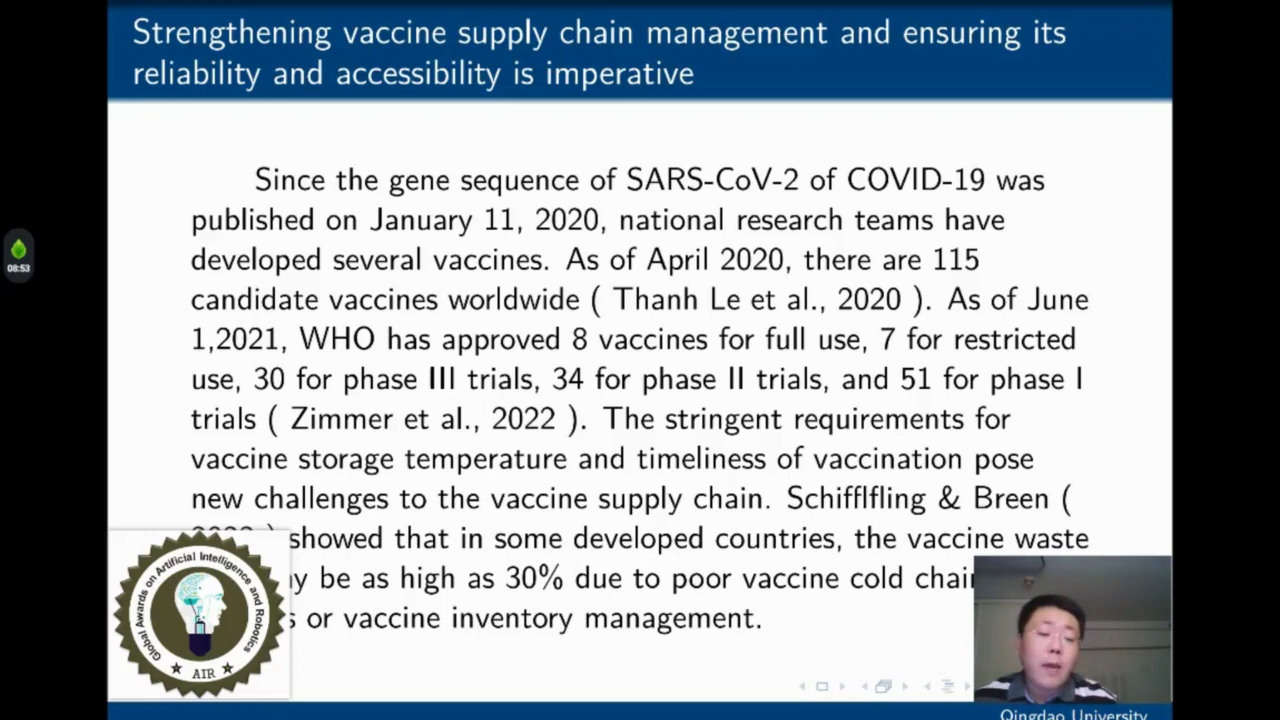 Strengthening vaccine supply chain management and ensuring its
reliability and accessibility is imperative
Since the gene sequence of SARS-CoV-2 of COVID-19 was
published on January 11, 2020, national research teams have
developed several vaccines. As of April 2020, there are 115
candidate vaccines worldwide ( Thanh Le et al., 2020 ). As of June
1,2021, WHO has approved 8 vaccines for full use, 7 for restricted
use, 30 for phase III trials, 34 for phase II trials, and 51 for phase I
trials ( Zimmer et al., 2022 ). The stringent requirements for
vaccine storage temperature and timeliness of vaccination pose
new challenges to the vaccine supply chain. Schifflfling & Breen (
showed that in some developed countries, the vaccine waste
be as high as 30% due to poor vaccine cold chain
or vaccine inventory management.
08:53
Global Awards on Artificial Intelligence and Robotics
AIR
Qingdao University